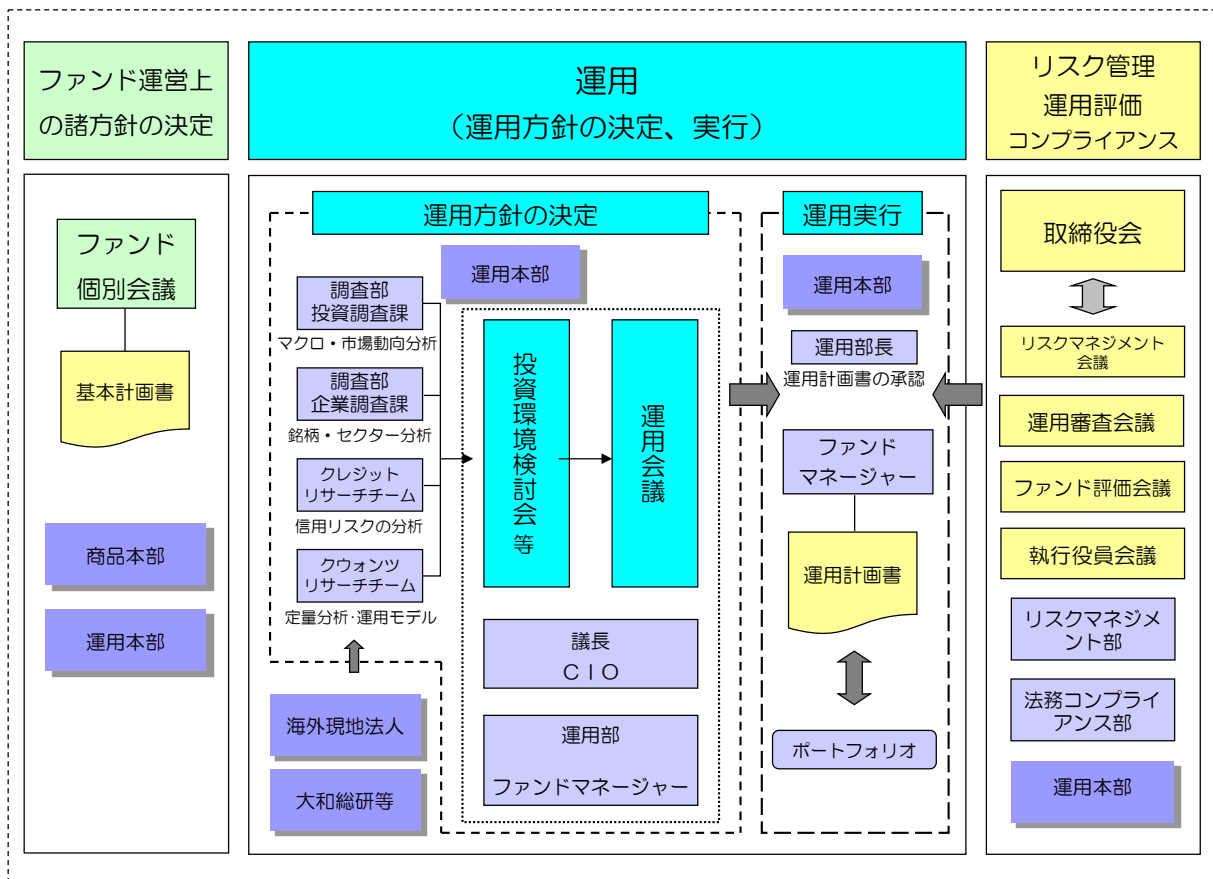 ファンド運営上
の諸方針の決定
運用
（運用方針の決定、実行）
リスク管理
運用評価
コンプライアンス
ファンド
個別会議
基本計画書
商品本部
運用本部
運用方針の決定
運用本部
調査部
投資調査課
マクロ・市場動向分析
調査部
企業調査課
銘柄・セクター分析
クレジット
リサーチチーム
信用リスクの分析
クウォンツ
リサーチチーム
定量分析･運用モデル
海外現地法人
大和総研等
投資環境検討会等
運用会議
議長
ＣＩＯ
運用部
ファンドマネージャー
運用実行
運用本部
運用部長
運用計画書の承認
ファンド
マネージャー
運用計画書
ポートフォリオ
取締役会
リスクマネジメント
会議
運用審査会議
ファンド評価会議
執行役員会議
リスクマネジメ
ント部
法務コンプライ
アンス部
運用本部